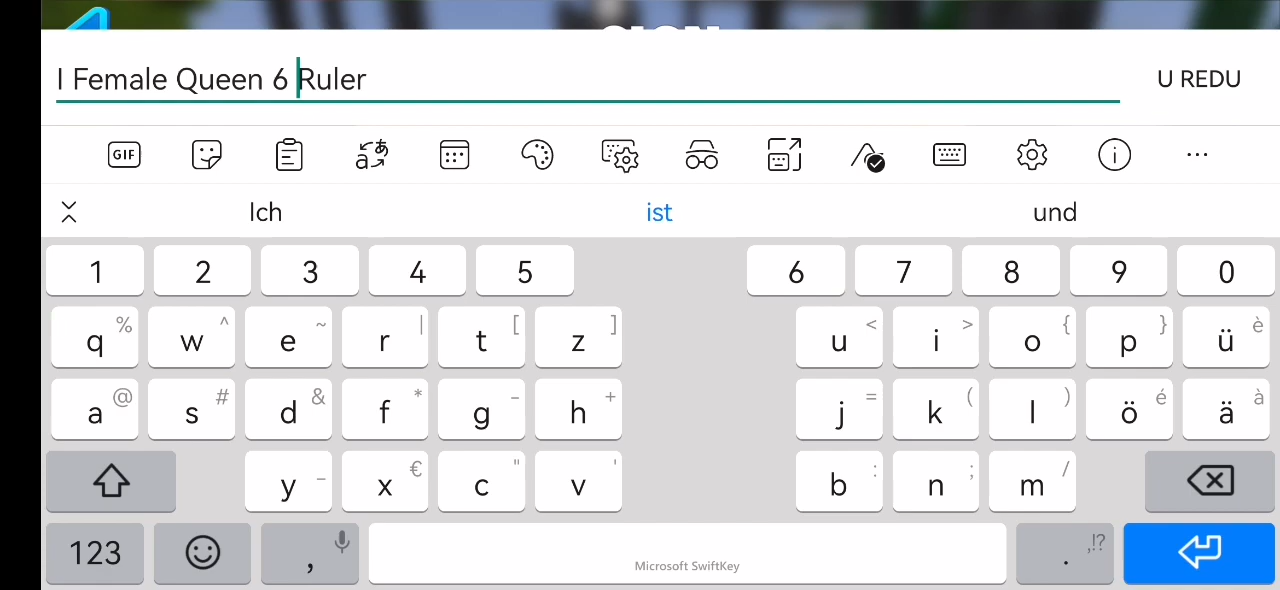 I Female Queen 6 Ruler
U REDU
GIF
Ich ist und
1 2 3 4 5 6 7 8 9 0
q % w ^ e ~ r | t [ z ] u < i > o { p } ü è
a @ s # d & f * g - h + j = k ( l ) ö é ä à
y _ x € c " v ' b : n ; m /
123 , Microsoft SwiftKey . ,!?